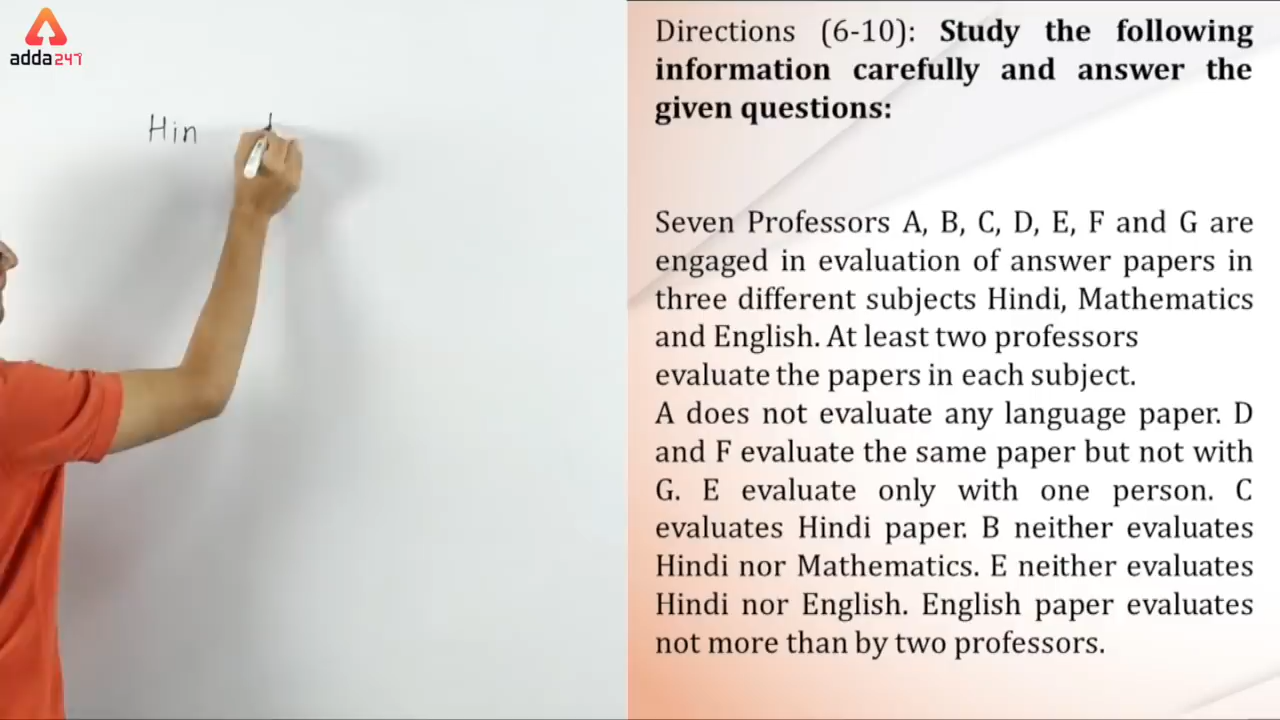 adda247
Hin
Directions (6-10): Study the following
information carefully and answer the
given questions:
Seven Professors A, B, C, D, E, F and G are
engaged in evaluation of answer papers in
three different subjects Hindi, Mathematics
and English. At least two professors
evaluate the papers in each subject.
A does not evaluate any language paper. D
and F evaluate the same paper but not with
G. E evaluate only with one person. C
evaluates Hindi paper. B neither evaluates
Hindi nor Mathematics. E neither evaluates
Hindi nor English. English paper evaluates
not more than by two professors.